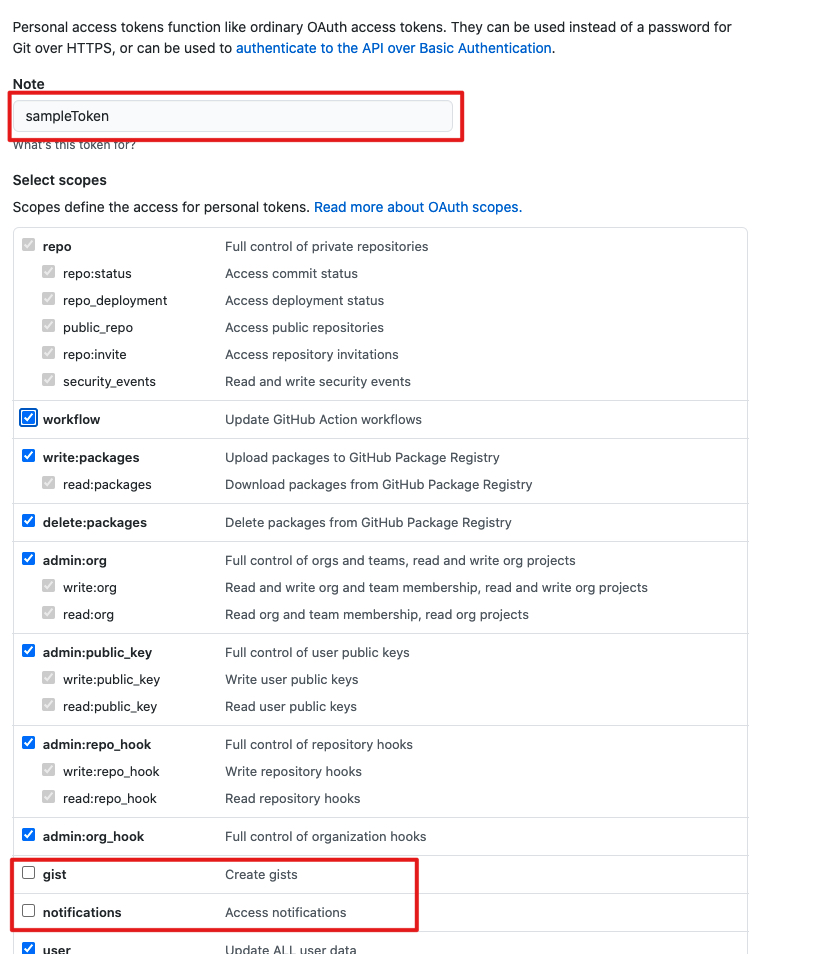 Personal access tokens function like ordinary OAuth access tokens. They can be used instead of a password for
Git over HTTPS, or can be used to authenticate to the API over Basic Authentication.
Note
sampleToken
What's this token for?
Select scopes
Scopes define the access for personal tokens. Read more about OAuth scopes.
repo Full control of private repositories
repo:status Access commit status
repo_deployment Access deployment status
public_repo Access public repositories
repo:invite Access repository invitations
security_events Read and write security events
workflow Update GitHub Action workflows
write:packages Upload packages to GitHub Package Registry
read:packages Download packages from GitHub Package Registry
delete:packages Delete packages from GitHub Package Registry
admin:org Full control of orgs and teams, read and write org projects
write:org Read and write org and team membership, read and write org projects
read:org Read org and team membership, read org projects
admin:public_key Full control of user public keys
write:public_key Write user public keys
read:public_key Read user public keys
admin:repo_hook Full control of repository hooks
write:repo_hook Write repository hooks
read:repo_hook Read repository hooks
admin:org_hook Full control of organization hooks
gist Create gists
notifications Access notifications
user Update ALL user data